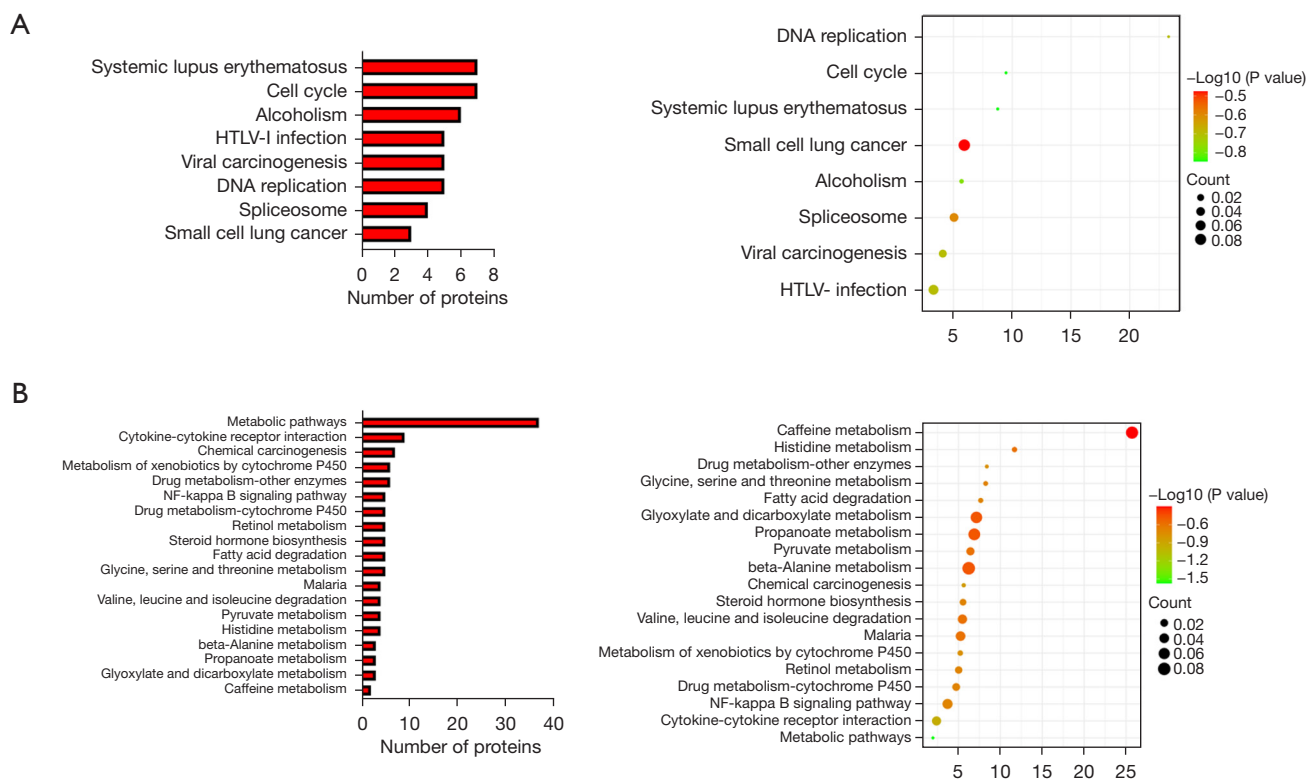 A
Systemic lupus erythematosus
Cell cycle
Alcoholism
HTLV-I infection
Viral carcinogenesis
DNA replication
Spliceosome
Small cell lung cancer
0 2 4 6 8
Number of proteins
DNA replication
Cell cycle
Systemic lupus erythematosus
Small cell lung cancer
Alcoholism
Spliceosome
Viral carcinogenesis
HTLV- infection
5 10 15 20
−Log10 (P value)
−0.5
−0.6
−0.7
−0.8
Count
0.02
0.04
0.06
0.08
B
Metabolic pathways
Cytokine-cytokine receptor interaction
Chemical carcinogenesis
Metabolism of xenobiotics by cytochrome P450
Drug metabolism-other enzymes
NF-kappa B signaling pathway
Drug metabolism-cytochrome P450
Retinol metabolism
Steroid hormone biosynthesis
Fatty acid degradation
Glycine, serine and threonine metabolism
Malaria
Valine, leucine and isoleucine degradation
Pyruvate metabolism
Histidine metabolism
beta-Alanine metabolism
Propanoate metabolism
Glyoxylate and dicarboxylate metabolism
Caffeine metabolism
0 10 20 30 40
Number of proteins
Caffeine metabolism
Histidine metabolism
Drug metabolism-other enzymes
Glycine, serine and threonine metabolism
Fatty acid degradation
Glyoxylate and dicarboxylate metabolism
Propanoate metabolism
Pyruvate metabolism
beta-Alanine metabolism
Chemical carcinogenesis
Steroid hormone biosynthesis
Valine, leucine and isoleucine degradation
Malaria
Metabolism of xenobiotics by cytochrome P450
Retinol metabolism
Drug metabolism-cytochrome P450
NF-kappa B signaling pathway
Cytokine-cytokine receptor interaction
Metabolic pathways
5 10 15 20 25
−Log10 (P value)
−0.6
−0.9
−1.2
−1.5
Count
0.02
0.04
0.06
0.08